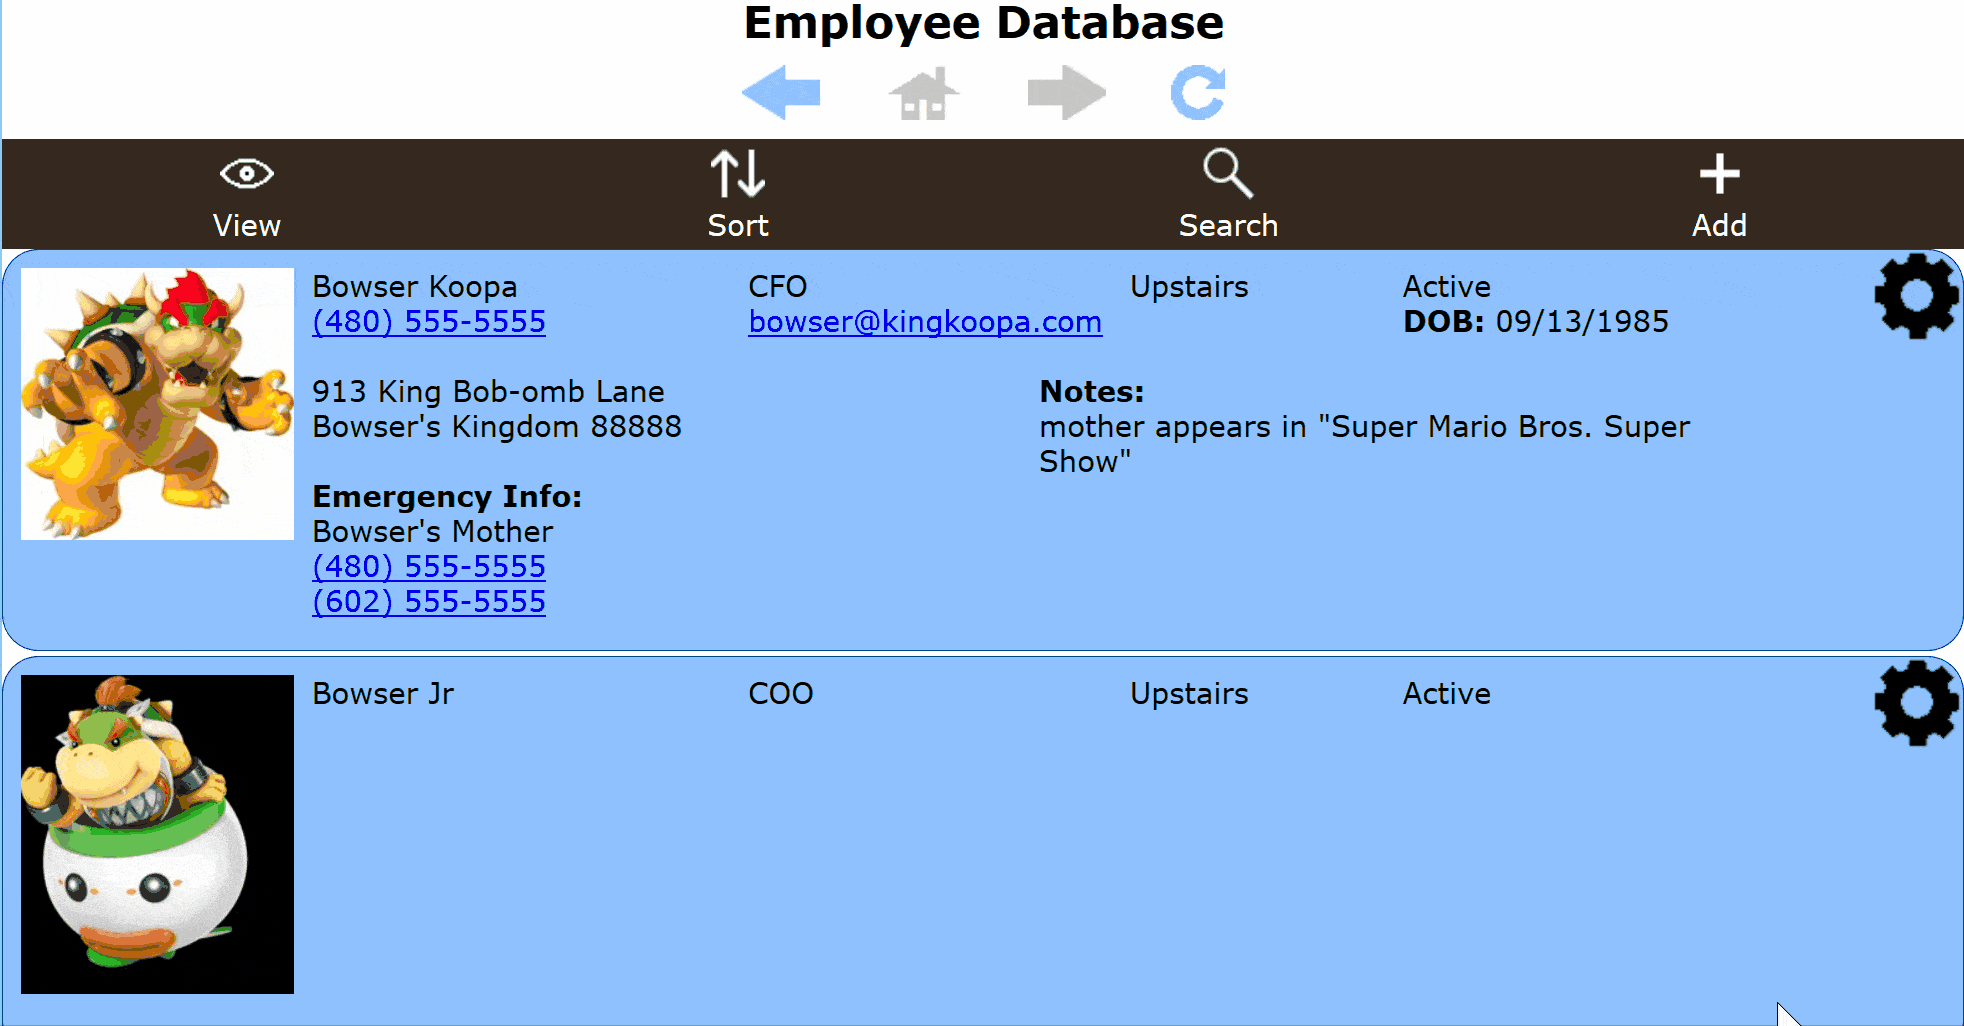 Employee Database
View Sort Search Add
Bowser Koopa CFO Upstairs Active
(480) 555-5555 bowser@kingkoopa.com DOB: 09/13/1985
913 King Bob-omb Lane Notes:
Bowser's Kingdom 88888 mother appears in "Super Mario Bros. Super
Show"
Emergency Info:
Bowser's Mother
(480) 555-5555
(602) 555-5555
Bowser Jr COO Upstairs Active